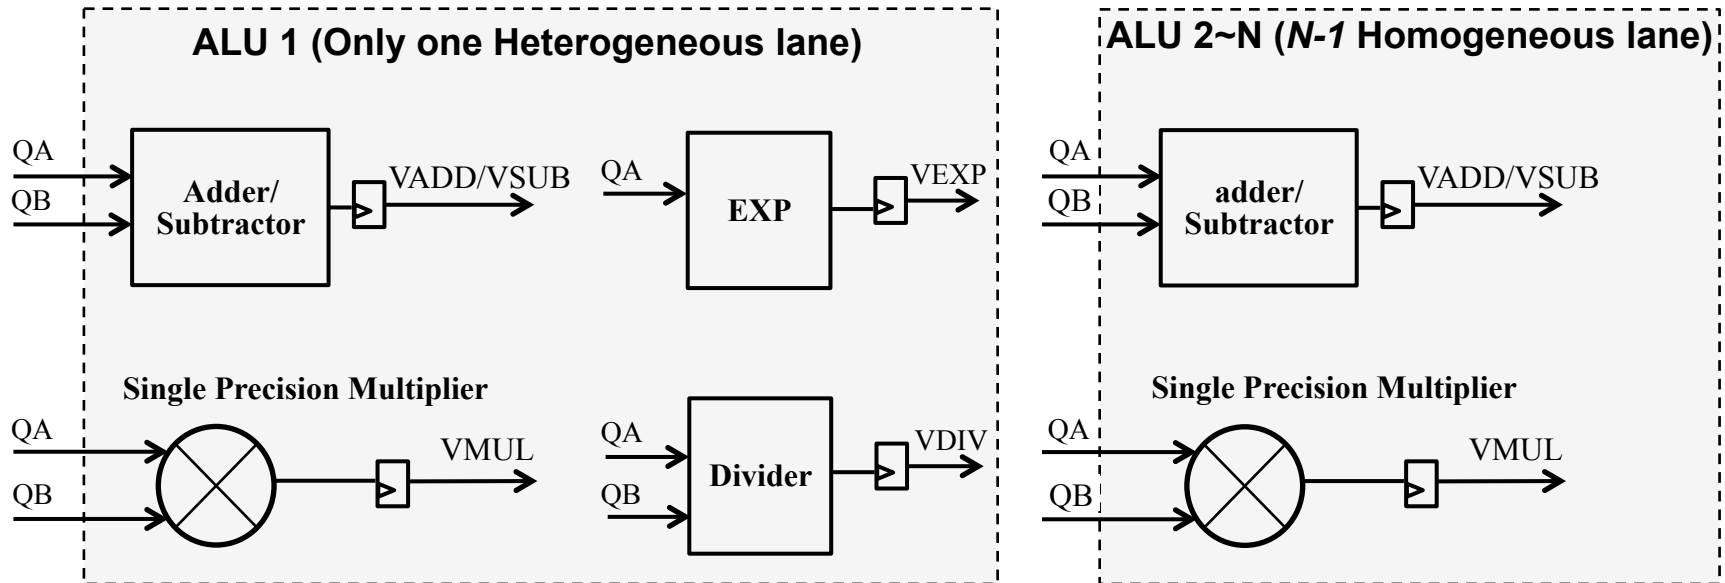 ALU 1 (Only one Heterogeneous lane)
QA
QB
Adder/
Subtractor
VADD/VSUB
QA
EXP
VEXP
Single Precision Multiplier
QA
QB
VMUL
QA
QB
Divider
VDIV
ALU 2~N (N-1 Homogeneous lane)
QA
QB
adder/
Subtractor
VADD/VSUB
Single Precision Multiplier
QA
QB
VMUL